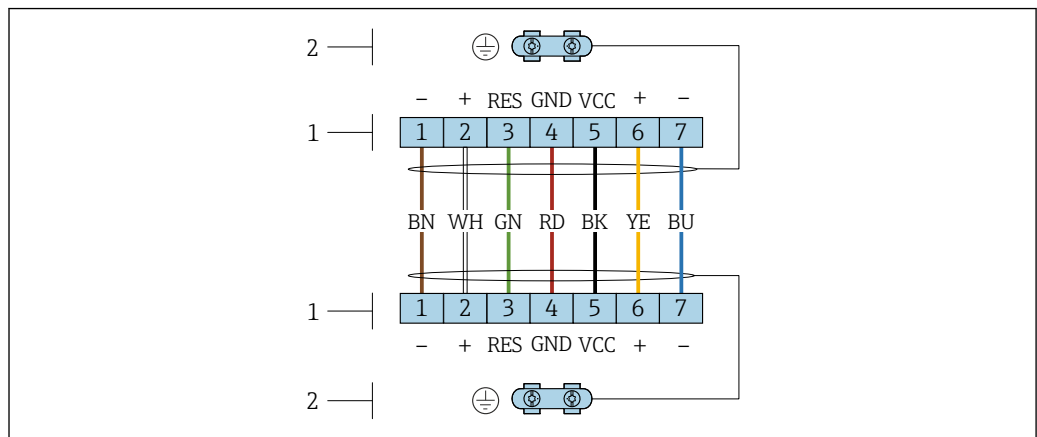 2
– + RES GND VCC + –
1 1 2 3 4 5 6 7
BN WH GN RD BK YE BU
1 1 2 3 4 5 6 7
– + RES GND VCC + –
2